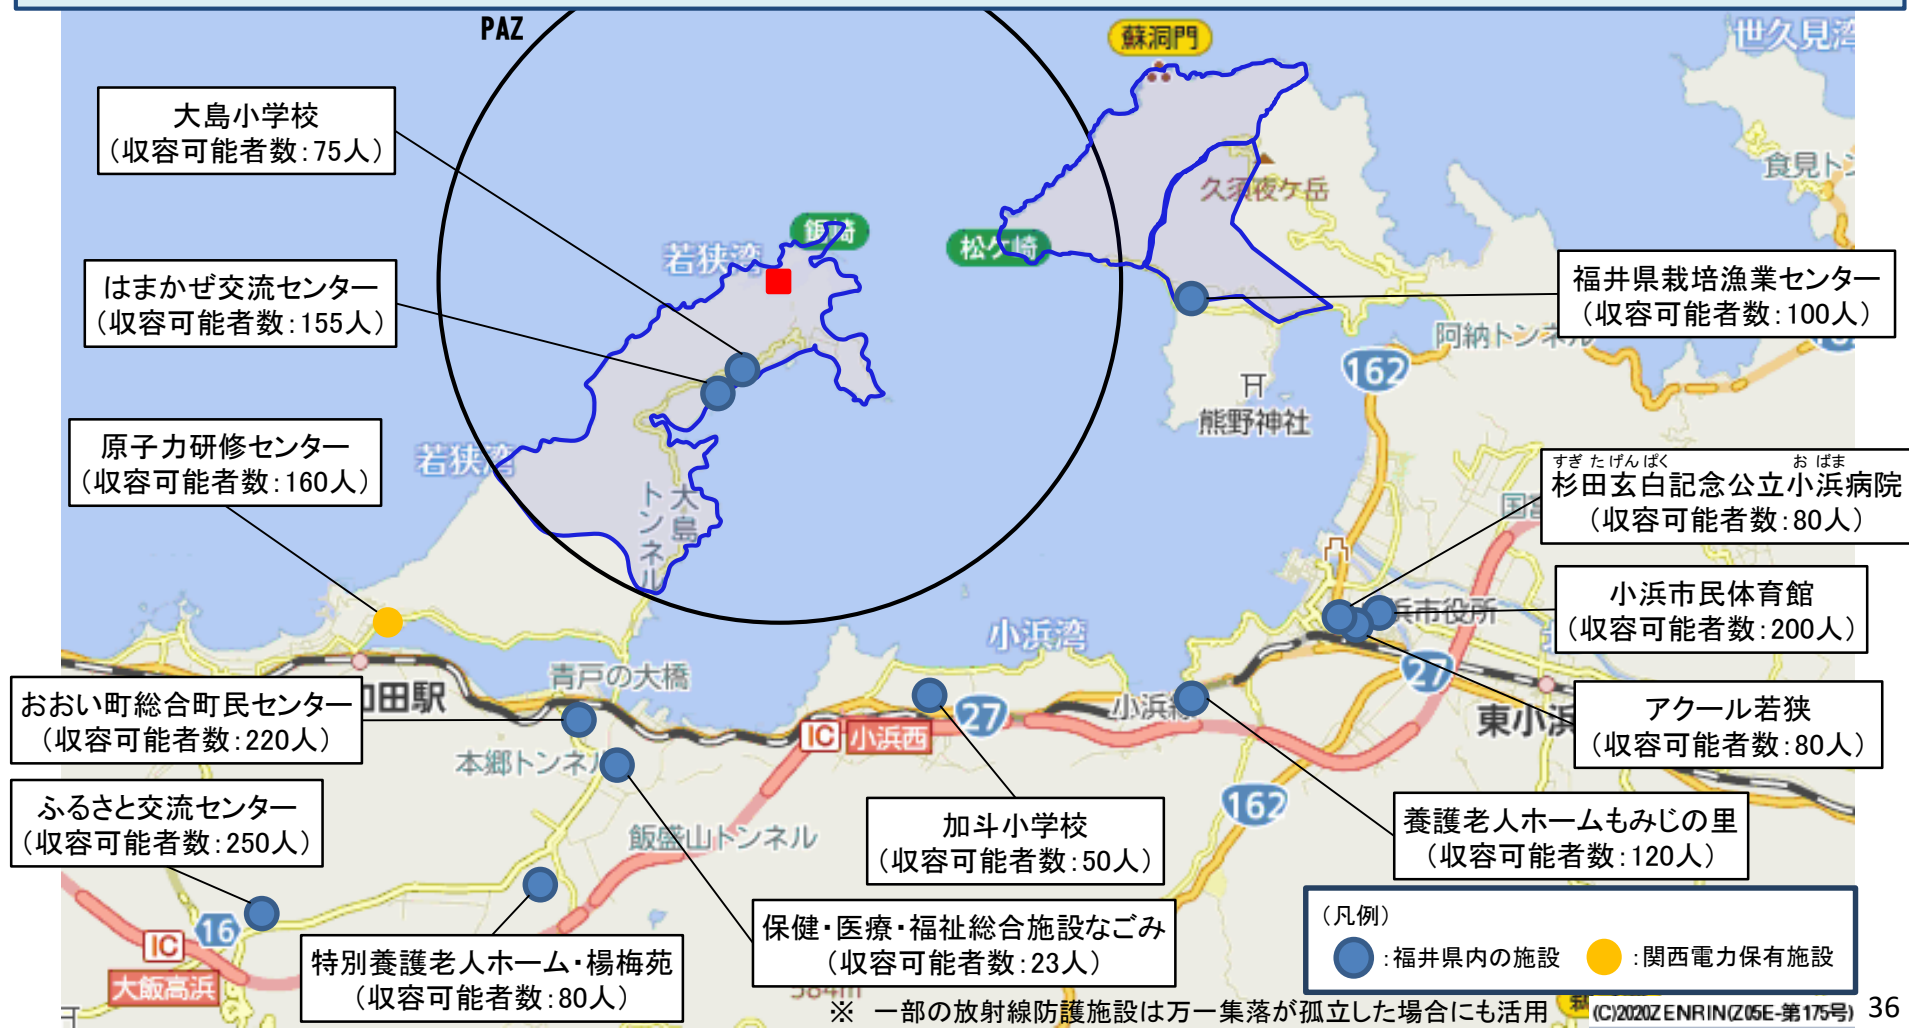 PAZ
蘇洞門
世久見湾
大島小学校
（収容可能者数：75人）
食見トン
久須夜ケ岳
鋸崎
若狭湾
松ケ崎
はまかぜ交流センター
（収容可能者数：155人）
福井県栽培漁業センター
（収容可能者数：100人）
阿納トンネル
162
熊野神社
原子力研修センター
（収容可能者数：160人）
若狭湾
大島
トンネル
すぎ た げん ぱく お ばま
杉田玄白記念公立小浜病院
（収容可能者数：80人）
国富
小浜市民体育館
（収容可能者数：200人）
浜市役所
小浜湾
青戸の大橋
27
おおい町総合町民センター
（収容可能者数：220人）
田駅
27
IC 小浜西
小浜線
東小浜
アクール若狭
（収容可能者数：80人）
本郷トンネル
ふるさと交流センター
（収容可能者数：250人）
飯盛山トンネル
加斗小学校
（収容可能者数：50人）
162
養護老人ホームもみじの里
（収容可能者数：120人）
16
IC
大飯高浜
特別養護老人ホーム・楊梅苑
（収容可能者数：80人）
保健・医療・福祉総合施設なごみ
（収容可能者数：23人）
（凡例）
：福井県内の施設
：関西電力保有施設
584m
※ 一部の放射線防護施設は万一集落が孤立した場合にも活用
(C)2020ZENRIN(Z05E-第175号)
36